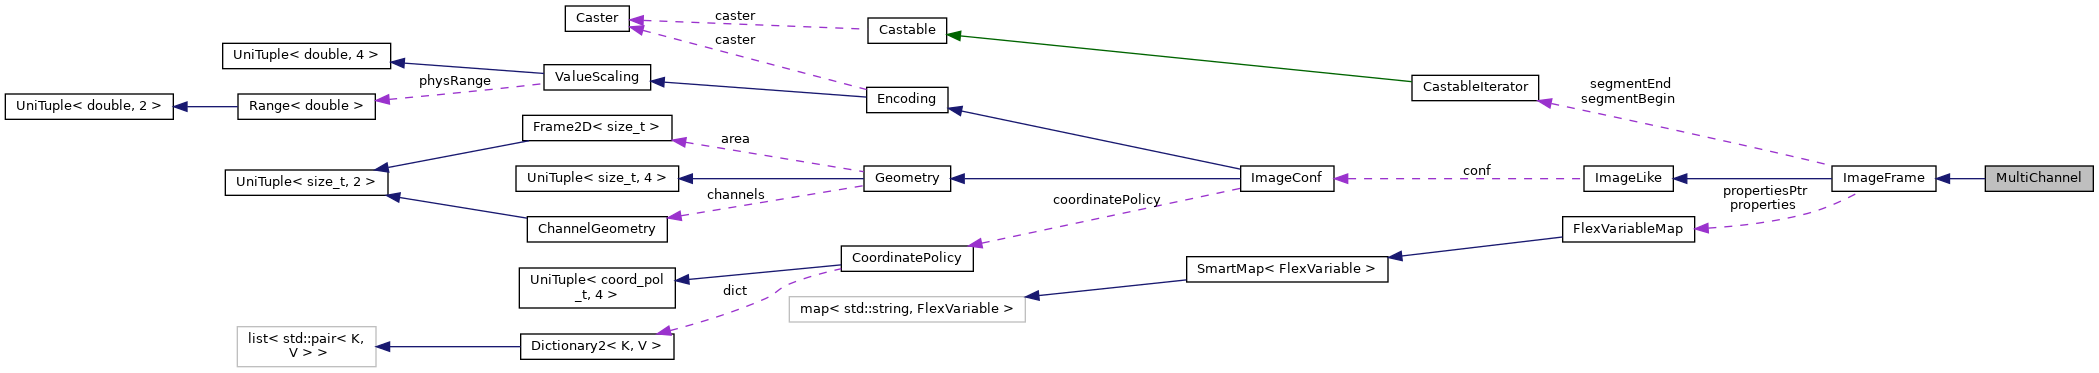 Caster
caster
Castable
UniTuple< double, 4 >
caster
ValueScaling
physRange
segmentEnd
CastableIterator
segmentBegin
UniTuple< double, 2 >
Range< double >
Encoding
Frame2D< size_t >
area
UniTuple< size_t, 2 >
UniTuple< size_t, 4 >
Geometry
ImageConf
conf
ImageLike
ImageFrame
MultiChannel
channels
coordinatePolicy
propertiesPtr
properties
ChannelGeometry
FlexVariableMap
CoordinatePolicy
SmartMap< FlexVariable >
UniTuple< coord_pol
_t, 4 >
dict
map< std::string, FlexVariable >
list< std::pair< K,
V > >
Dictionary2< K, V >